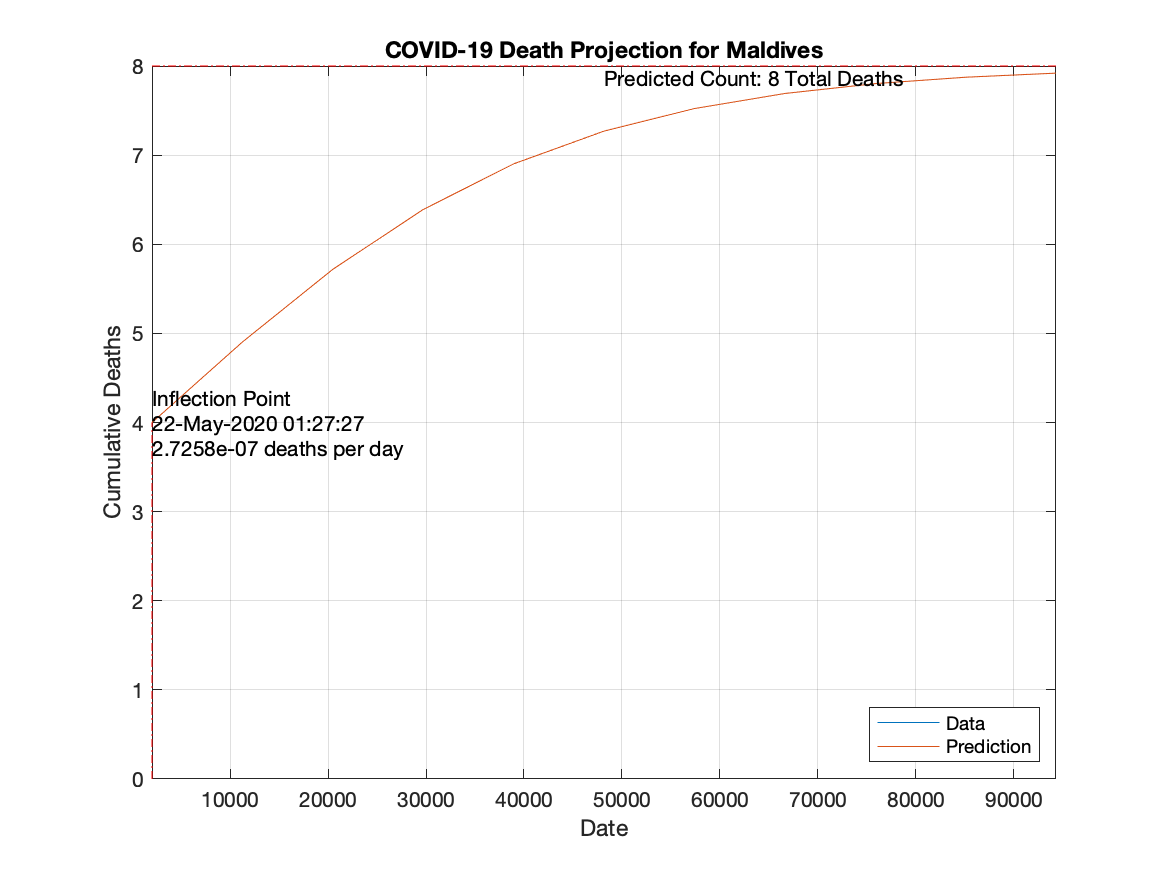 COVID-19 Death Projection for Maldives
Predicted Count: 8 Total Deaths
8
7
6
5
4
3
2
1
0
Cumulative Deaths
Inflection Point
22-May-2020 01:27:27
2.7258e-07 deaths per day
Data
Prediction
10000 20000 30000 40000 50000 60000 70000 80000 90000
Date